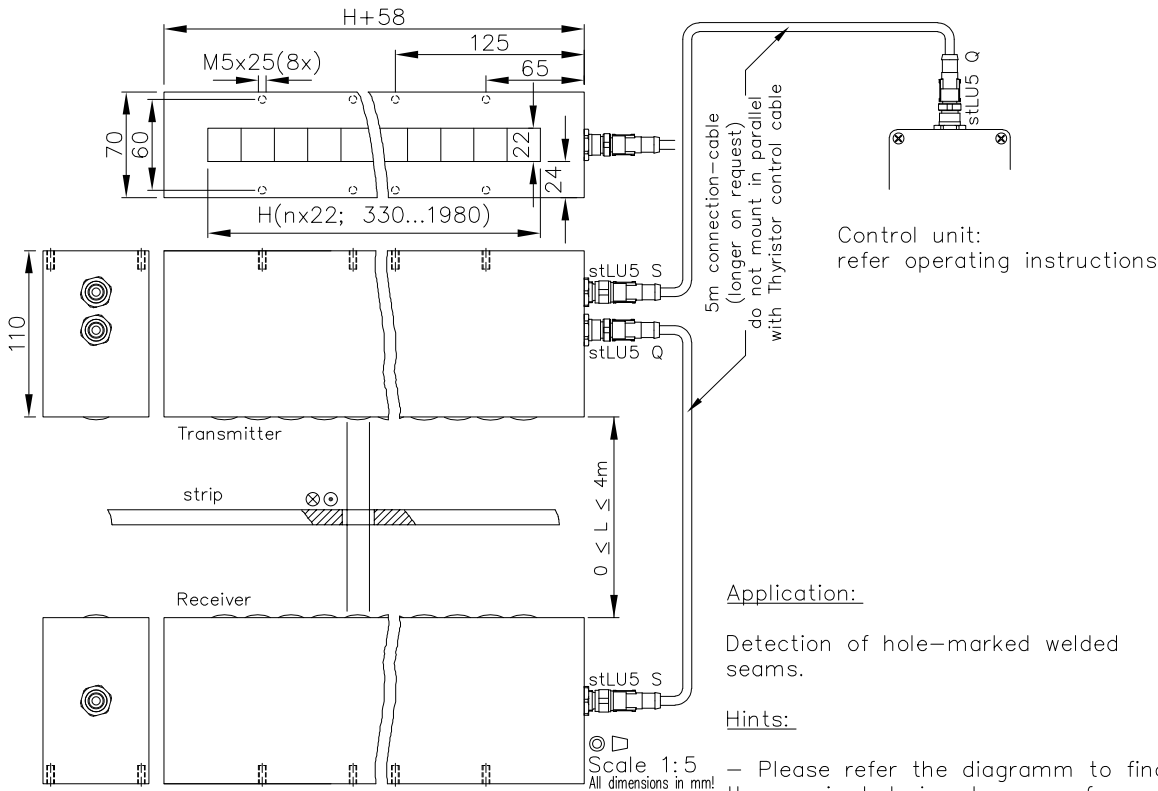 H+58
125
M5x25(8x)
65
70
60
22
24
H(nx22; 330...1980)
stLU5 Q
5m connection-cable
(longer on request)
do not mount in parallel
with Thyristor control cable
Control unit:
refer operating instructions
110
stLU5 S
stLU5 Q
Transmitter
strip
0 ≤ L ≤ 4m
Receiver
stLU5 S
Scale 1:5
All dimensions in mm!
Application:
Detection of hole-marked welded
seams.
Hints:
- Please refer the diagramm to